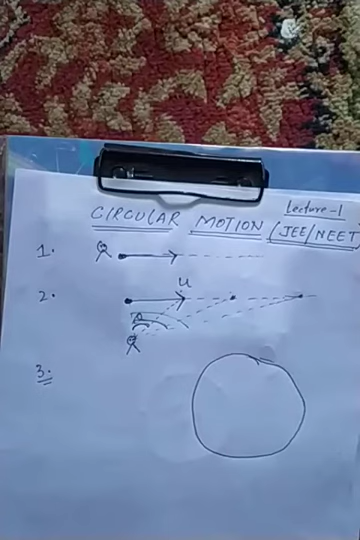 Lecture-1
CIRCULAR MOTION (JEE/NEET
1.
2.
u
θ
3.